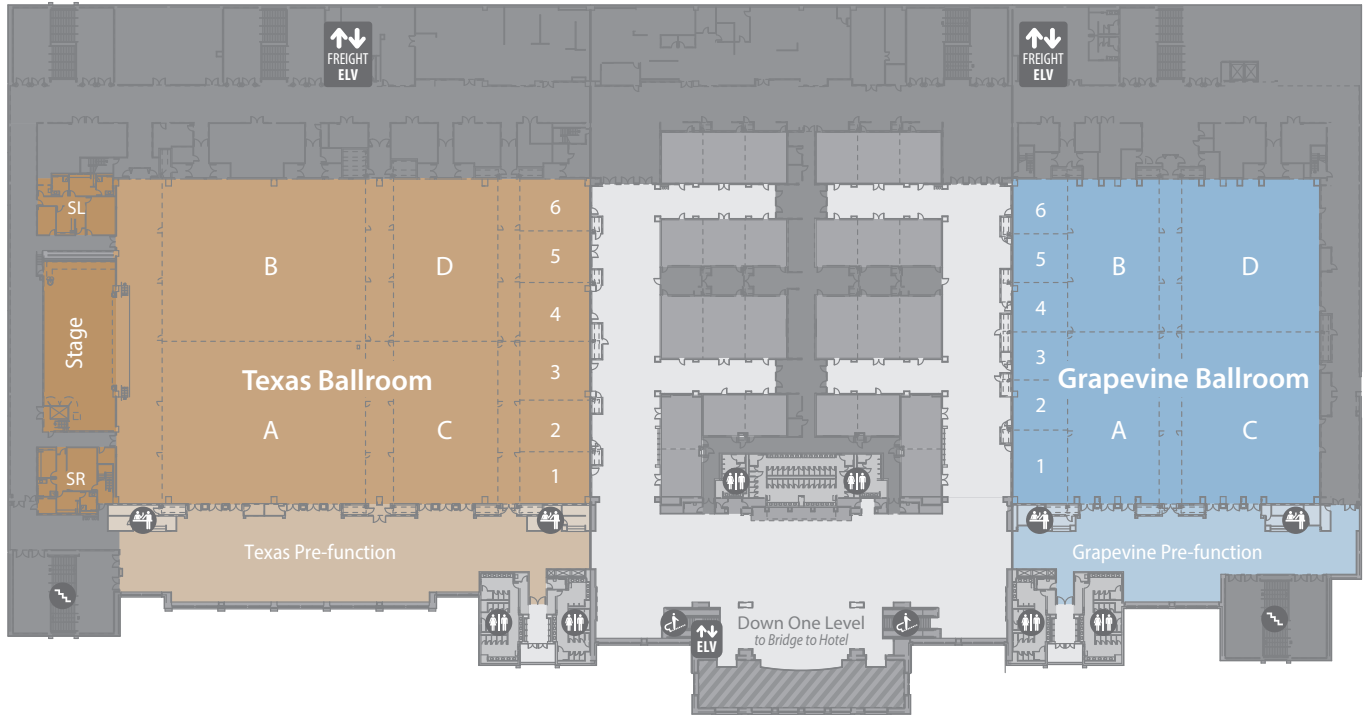 FREIGHT
ELV
FREIGHT
ELV
SL
B
D
6
5
4
3
2
1
Stage
Texas Ballroom
A
C
SR
Texas Pre-function
6
5
4
3
2
1
B
D
Grapevine Ballroom
A
C
Grapevine Pre-function
Down One Level
to Bridge to Hotel
ELV